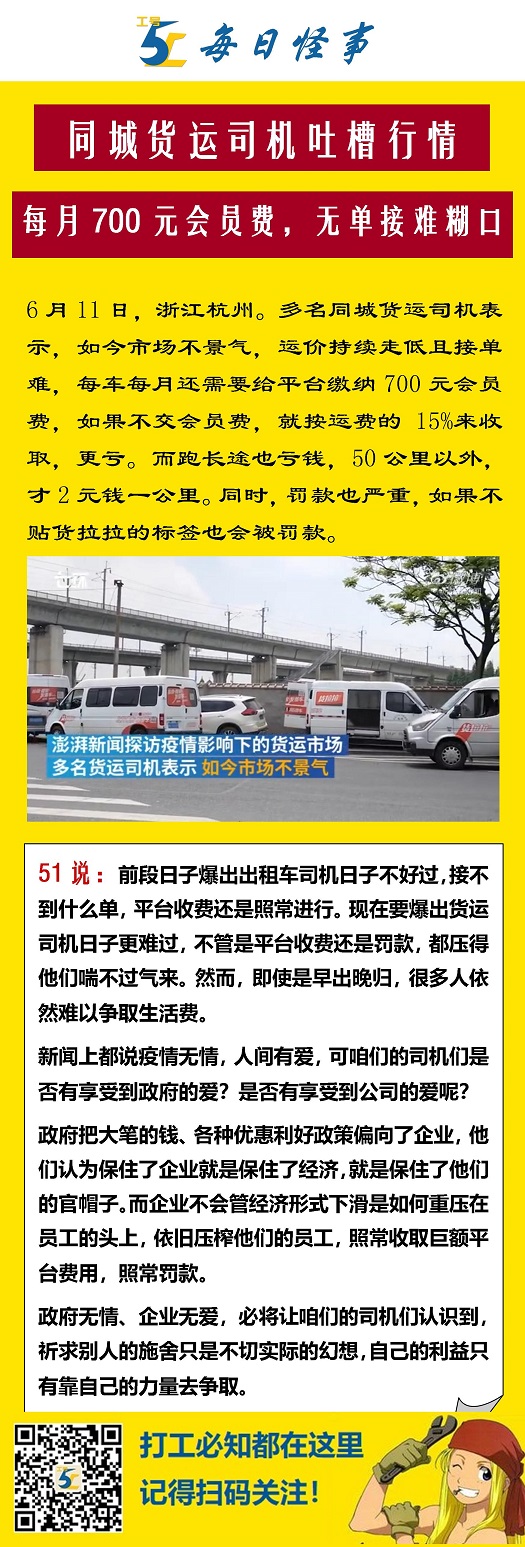 工号
51
每日怪事
同城货运司机吐槽行情
每月 700 元会员费，无单接难糊口
6 月 11 日，浙江杭州。多名同城货运司机表
示，如今市场不景气，运价持续走低且接单
难，每车每月还需要给平台缴纳 700 元会员
费，如果不交会员费，就按运费的 15%来收
取，更亏。而跑长途也亏钱，50 公里以外，
才 2 元钱一公里。同时，罚款也严重，如果不
贴货拉拉的标签也会被罚款。
货拉拉
澎湃新闻探访疫情影响下的货运市场
多名货运司机表示 如今市场不景气
51 说：前段日子爆出出租车司机日子不好过，接不
到什么单，平台收费还是照常进行。现在要爆出货运
司机日子更难过，不管是平台收费还是罚款，都压得
他们喘不过气来。然而，即使是早出晚归，很多人依
然难以争取生活费。
新闻上都说疫情无情，人间有爱，可咱们的司机们是
否有享受到政府的爱？是否有享受到公司的爱呢？
政府把大笔的钱、各种优惠利好政策偏向了企业，他
们认为保住了企业就是保住了经济，就是保住了他们
的官帽子。而企业不会管经济形式下滑是如何重压在
员工的头上，依旧压榨他们的员工，照常收取巨额平
台费用，照常罚款。
政府无情、企业无爱，必将让咱们的司机们认识到，
祈求别人的施舍只是不切实际的幻想，自己的利益只
有靠自己的力量去争取。
打工必知都在这里
记得扫码关注！